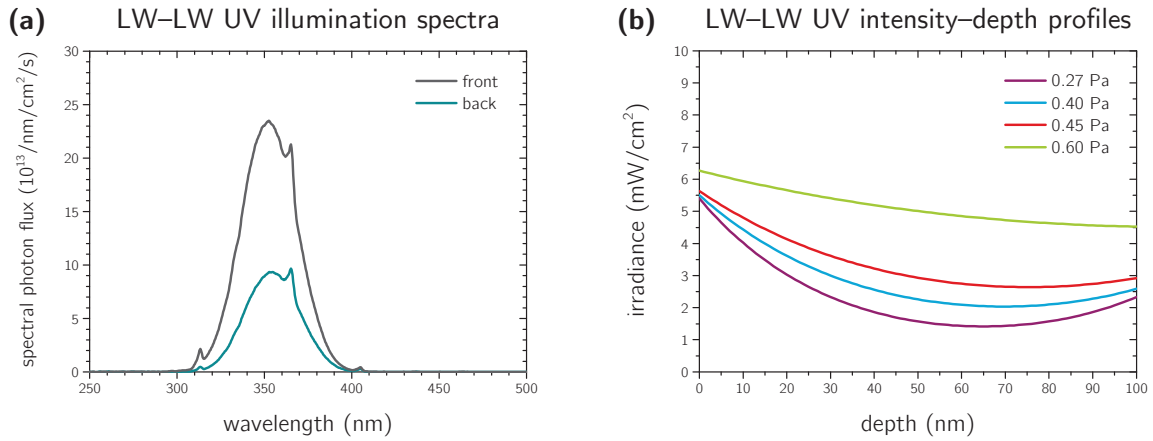 (a) LW–LW UV illumination spectra
spectral photon flux (10¹³/nm/cm²/s)
30
25
20
15
10
5
0
front
back
250 300 350 400 450 500
wavelength (nm)
(b) LW–LW UV intensity–depth profiles
irradiance (mW/cm²)
10
9
8
7
6
5
4
3
2
1
0
0.27 Pa
0.40 Pa
0.45 Pa
0.60 Pa
0 10 20 30 40 50 60 70 80 90 100
depth (nm)